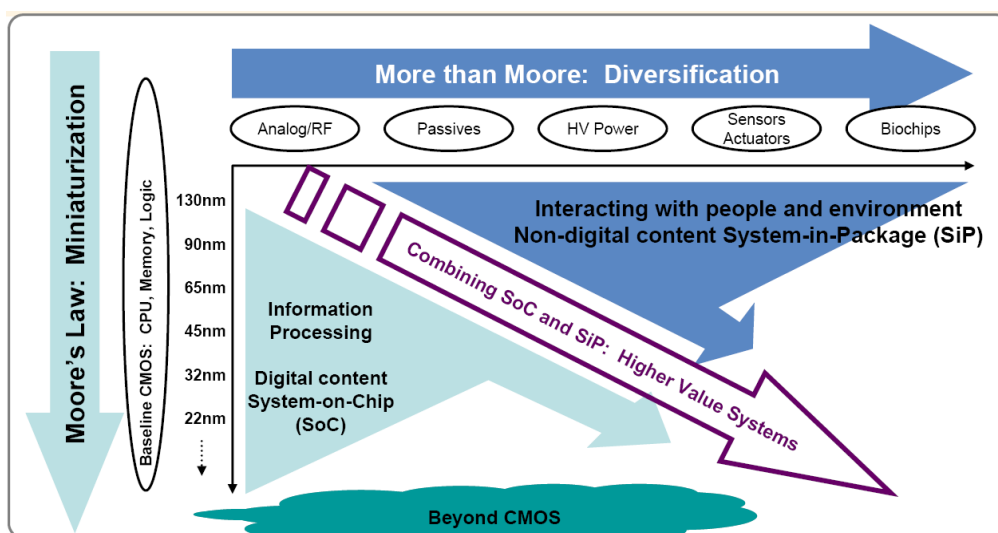 More than Moore: Diversification
Moore's Law: Miniaturization
Baseline CMOS: CPU, Memory, Logic
Analog/RF
Passives
HV Power
Sensors
Actuators
Biochips
130nm
90nm
65nm
45nm
32nm
22nm
Interacting with people and environment
Non-digital content System-in-Package (SiP)
Combining SoC and SiP: Higher Value Systems
Information
Processing
Digital content
System-on-Chip
(SoC)
Beyond CMOS